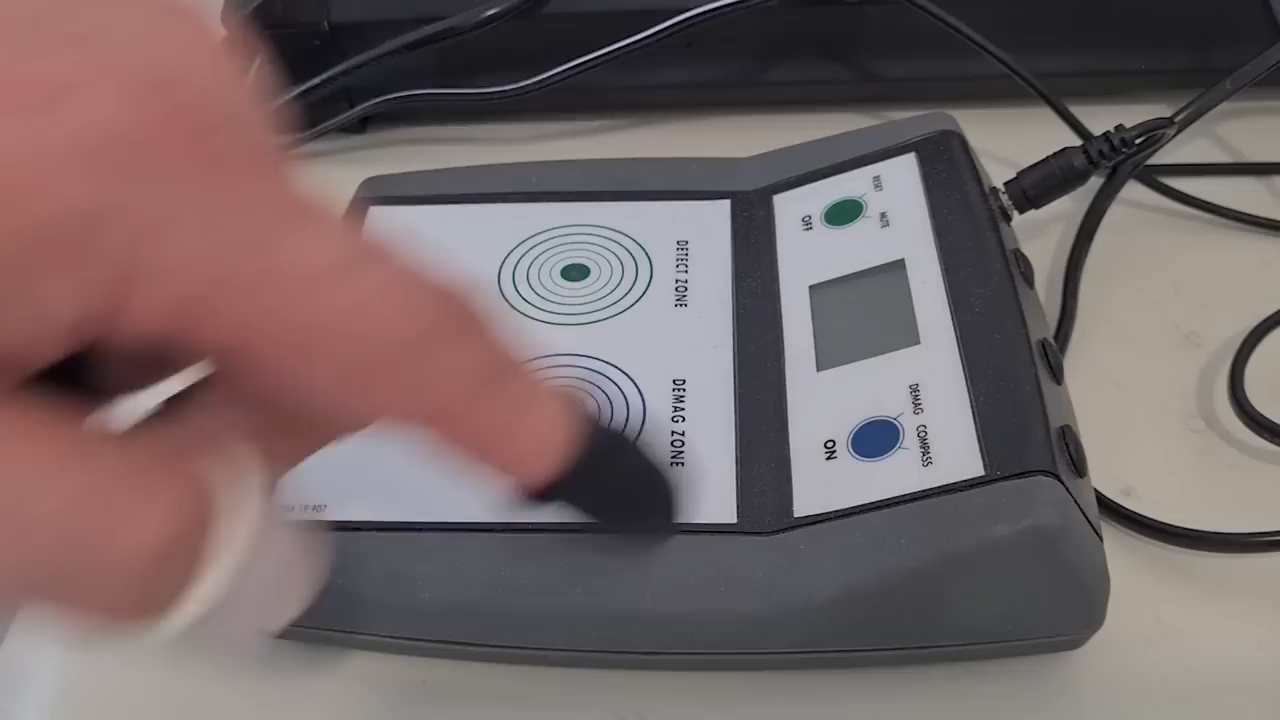 DETECT ZONE
DEMAG ZONE
RESET
MUTE
OFF
DEMAG
COMPASS
ON